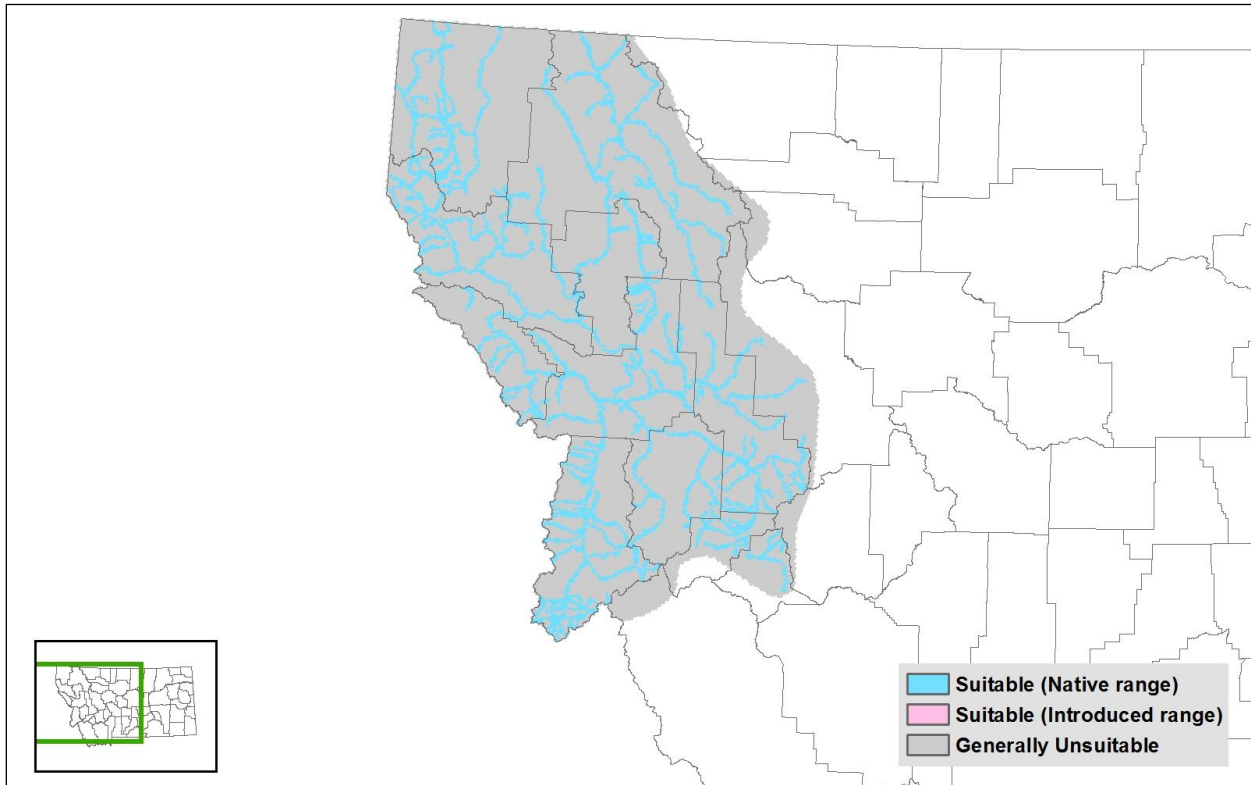 Suitable (Native range)
Suitable (Introduced range)
Generally Unsuitable